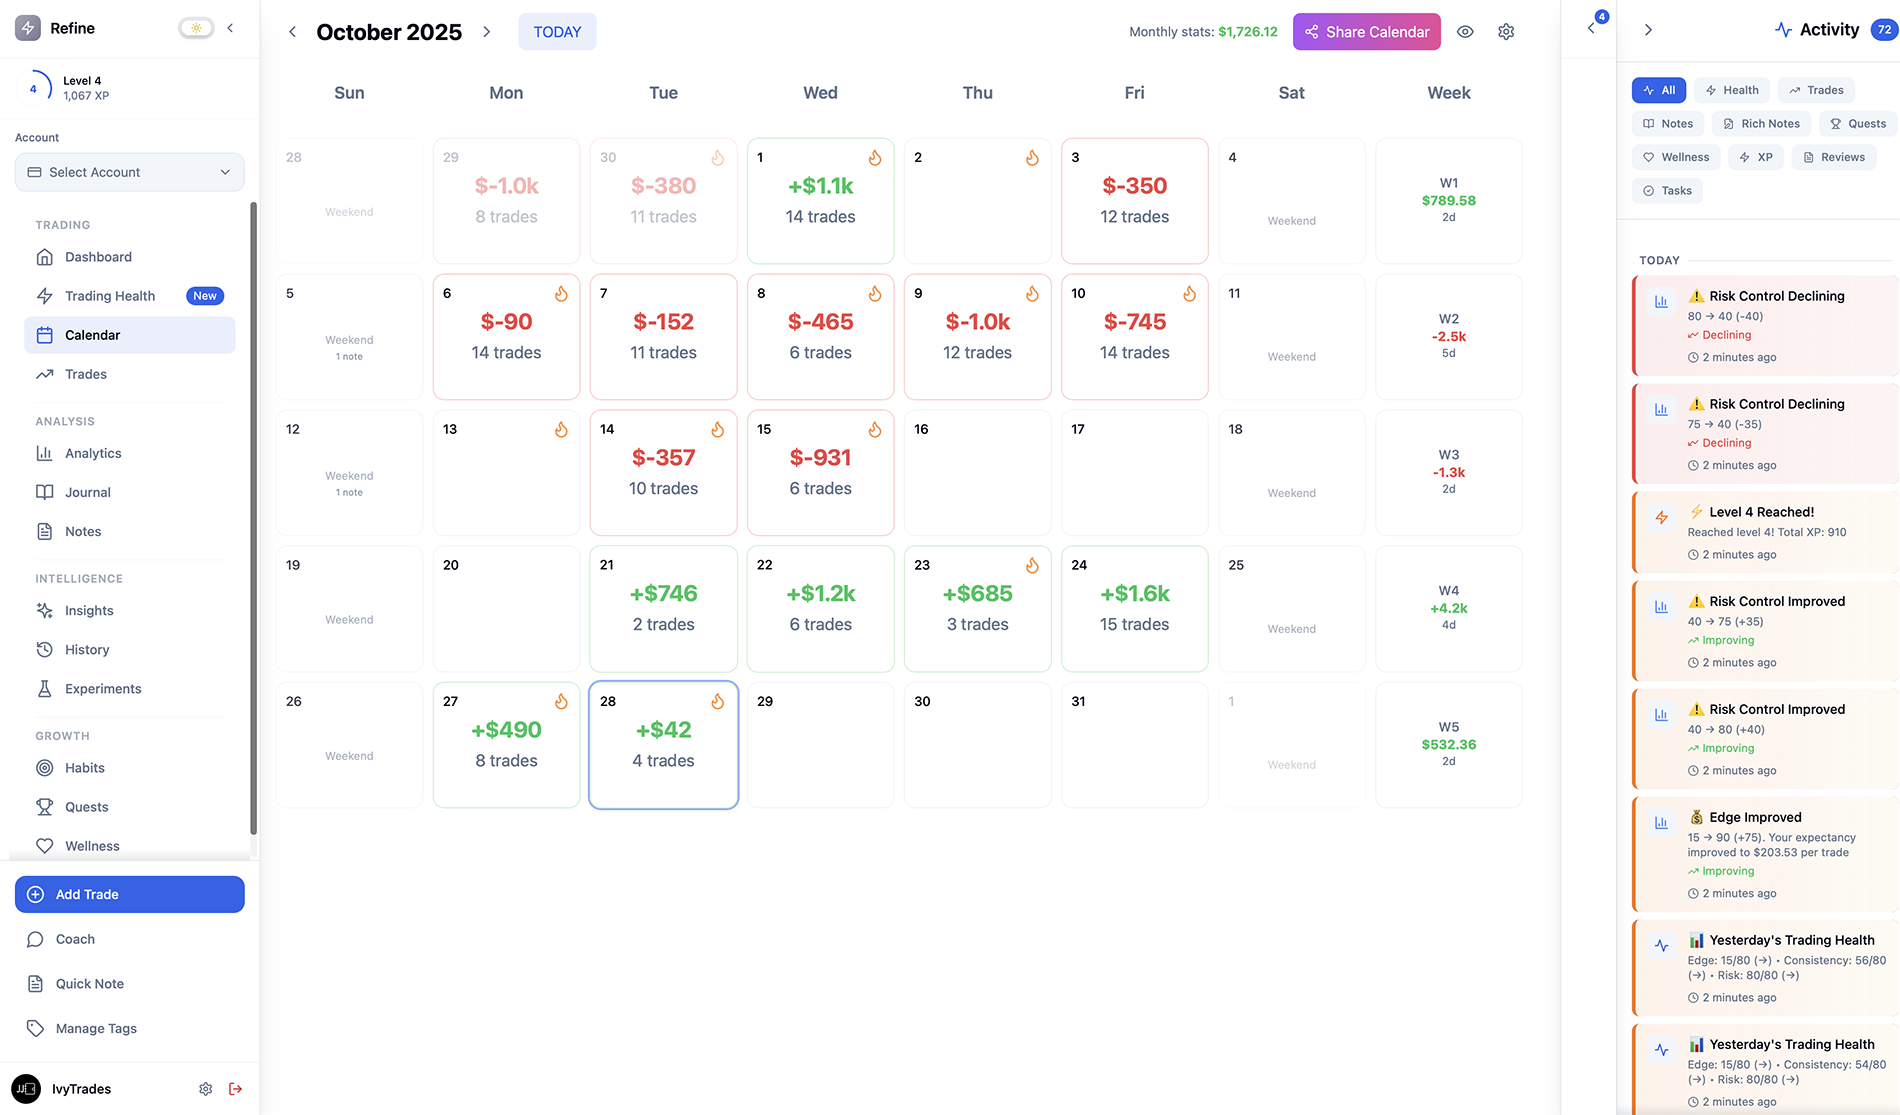 Refine
4
Level 4
1,067 XP
Account
Select Account
TRADING
Dashboard
Trading Health
New
Calendar
Trades
ANALYSIS
Analytics
Journal
Notes
INTELLIGENCE
Insights
History
Experiments
GROWTH
Habits
Quests
Wellness
Add Trade
Coach
Quick Note
Manage Tags
IvyTrades
October 2025
TODAY
Monthly stats: $1,726.12
Share Calendar
Sun Mon Tue Wed Thu Fri Sat Week
28
Weekend
29
$-1.0k
8 trades
30
$-380
11 trades
1
+$1.1k
14 trades
2
3
$-350
12 trades
4
Weekend
W1
$789.58
2d
5
Weekend
1 note
6
$-90
14 trades
7
$-152
11 trades
8
$-465
6 trades
9
$-1.0k
12 trades
10
$-745
14 trades
11
Weekend
W2
-2.5k
5d
12
Weekend
1 note
13
14
$-357
10 trades
15
$-931
6 trades
16
17
18
Weekend
W3
-1.3k
2d
19
Weekend
20
21
+$746
2 trades
22
+$1.2k
6 trades
23
+$685
3 trades
24
+$1.6k
15 trades
25
Weekend
W4
+4.2k
4d
26
Weekend
27
+$490
8 trades
28
+$42
4 trades
29
30
31
1
Weekend
W5
$532.36
2d
4
Activity
72
All
Health
Trades
Notes
Rich Notes
Quests
Wellness
XP
Reviews
Tasks
TODAY
⚠️ Risk Control Declining
80 → 40 (-40)
Declining
2 minutes ago
⚠️ Risk Control Declining
75 → 40 (-35)
Declining
2 minutes ago
⚡ Level 4 Reached!
Reached level 4! Total XP: 910
2 minutes ago
⚠️ Risk Control Improved
40 → 75 (+35)
Improving
2 minutes ago
⚠️ Risk Control Improved
40 → 80 (+40)
Improving
2 minutes ago
💰 Edge Improved
15 → 90 (+75). Your expectancy
improved to $203.53 per trade
Improving
2 minutes ago
📊 Yesterday's Trading Health
Edge: 15/80 (→) • Consistency: 56/80
(→) • Risk: 80/80 (→)
2 minutes ago
📊 Yesterday's Trading Health
Edge: 15/80 (→) • Consistency: 54/80
(→) • Risk: 80/80 (→)
2 minutes ago